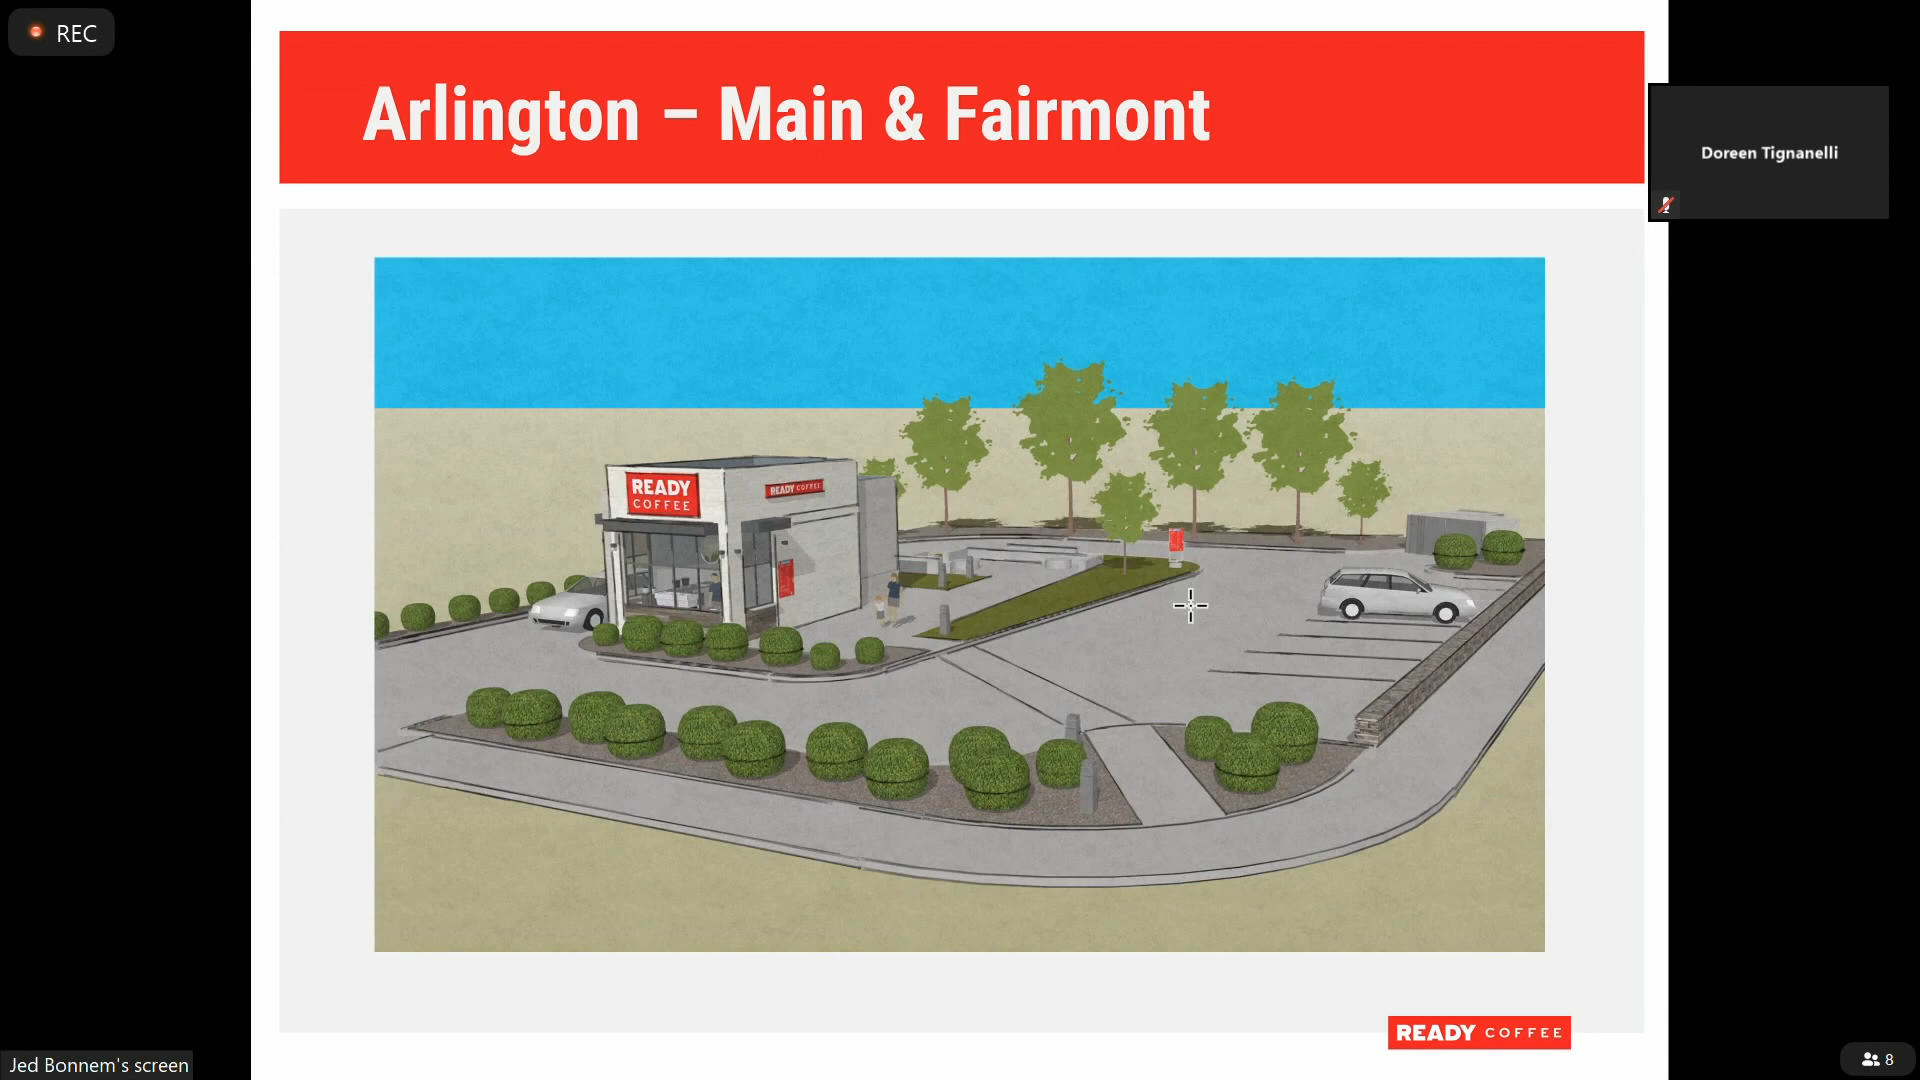 REC
Arlington – Main & Fairmont
Doreen Tignanelli
READY
COFFEE
READY COFFEE
READY COFFEE
Jed Bonnem's screen
8